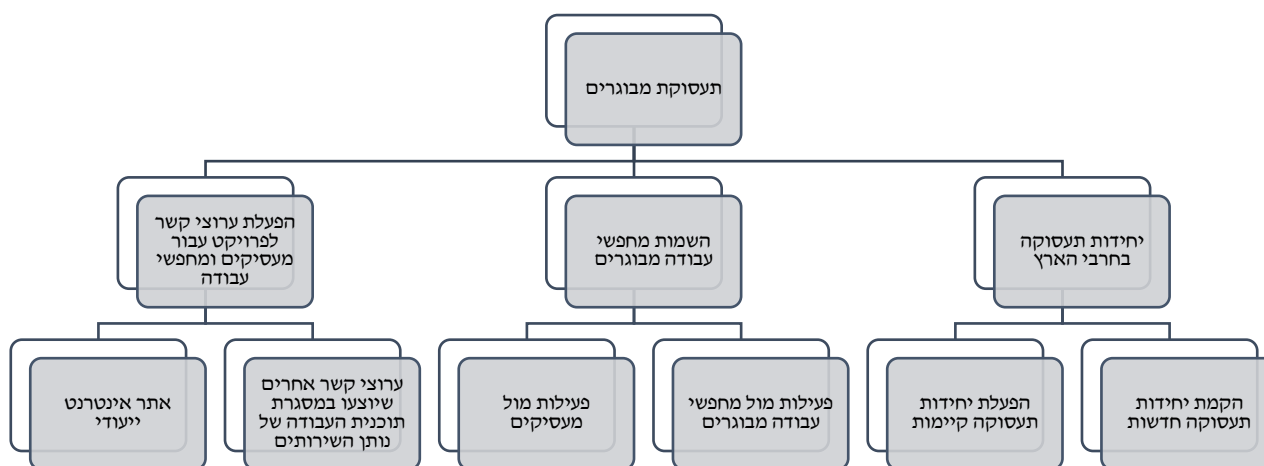 תעסוקת מבוגרים
יחידות תעסוקה
בחרבי הארץ
השמות מחפשי
עבודה מבוגרים
הפעלת ערוצי קשר
לפרויקט עבור
מעסיקים ומחפשי
עבודה
הקמת יחידות
תעסוקה חדשות
הפעלת יחידות
תעסוקה קיימות
פעילות מול מחפשי
עבודה מבוגרים
פעילות מול
מעסיקים
ערוצי קשר אחרים
שיוצעו במסגרת
תוכנית העבודה של
נותן השירותים
אתר אינטרנט
ייעודי